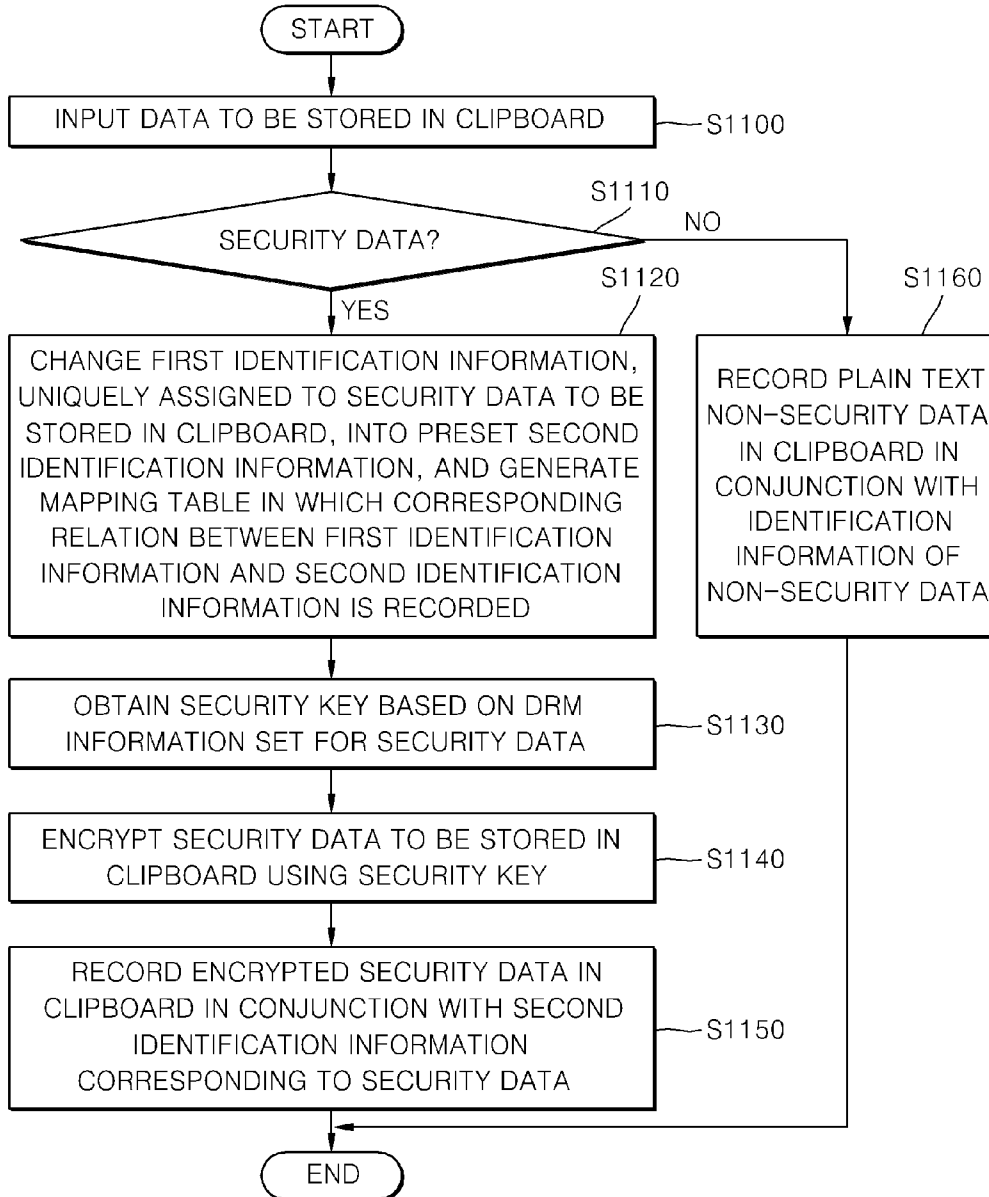 START
INPUT DATA TO BE STORED IN CLIPBOARD
S1100
S1110
SECURITY DATA?
NO
YES
S1120
CHANGE FIRST IDENTIFICATION INFORMATION,
UNIQUELY ASSIGNED TO SECURITY DATA TO BE
STORED IN CLIPBOARD, INTO PRESET SECOND
IDENTIFICATION INFORMATION, AND GENERATE
MAPPING TABLE IN WHICH CORRESPONDING
RELATION BETWEEN FIRST IDENTIFICATION
INFORMATION AND SECOND IDENTIFICATION
INFORMATION IS RECORDED
S1160
RECORD PLAIN TEXT
NON-SECURITY DATA
IN CLIPBOARD IN
CONJUNCTION WITH
IDENTIFICATION
INFORMATION OF
NON-SECURITY DATA
OBTAIN SECURITY KEY BASED ON DRM
INFORMATION SET FOR SECURITY DATA
S1130
ENCRYPT SECURITY DATA TO BE STORED IN
CLIPBOARD USING SECURITY KEY
S1140
RECORD ENCRYPTED SECURITY DATA IN
CLIPBOARD IN CONJUNCTION WITH SECOND
IDENTIFICATION INFORMATION
CORRESPONDING TO SECURITY DATA
S1150
END